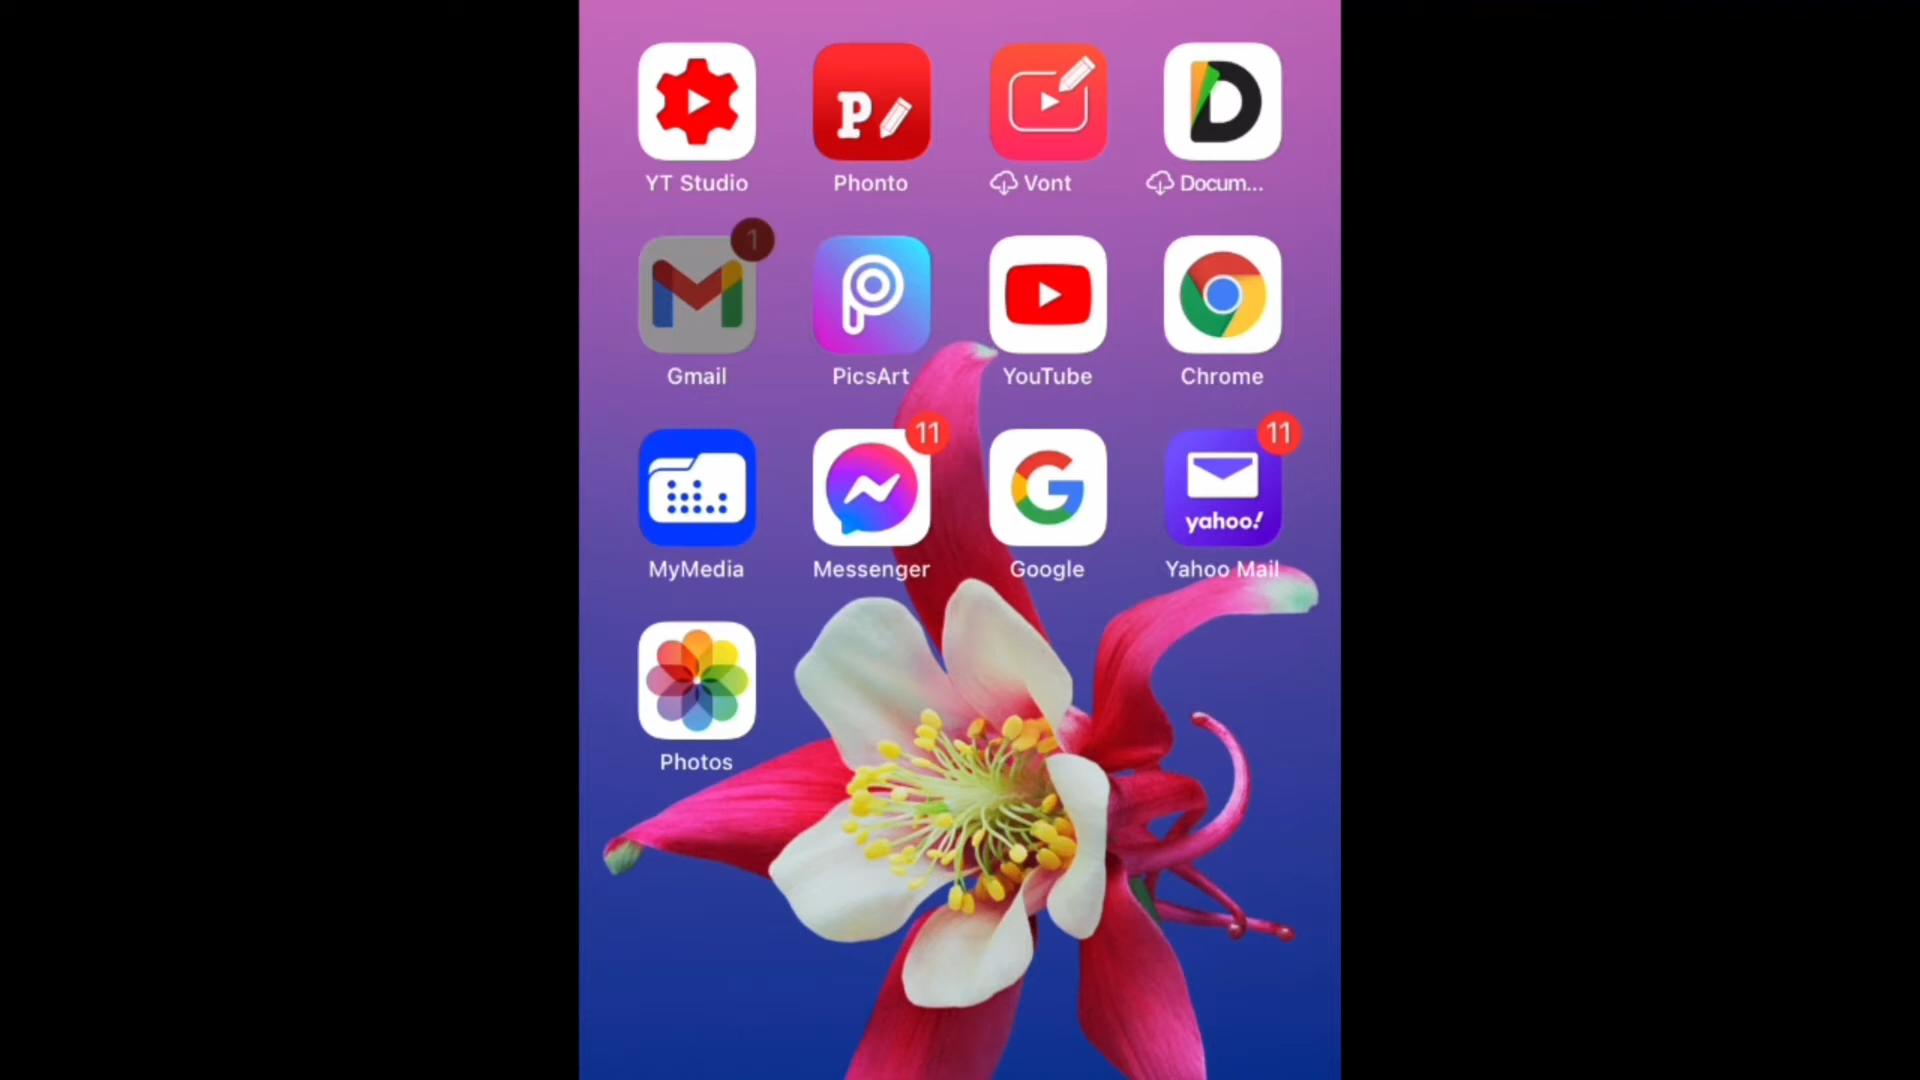 P
YT Studio
Phonto
Vont
Docum...
1
Gmail
PicsArt
YouTube
Chrome
11
11
yahoo!
MyMedia
Messenger
Google
Yahoo Mail
Photos